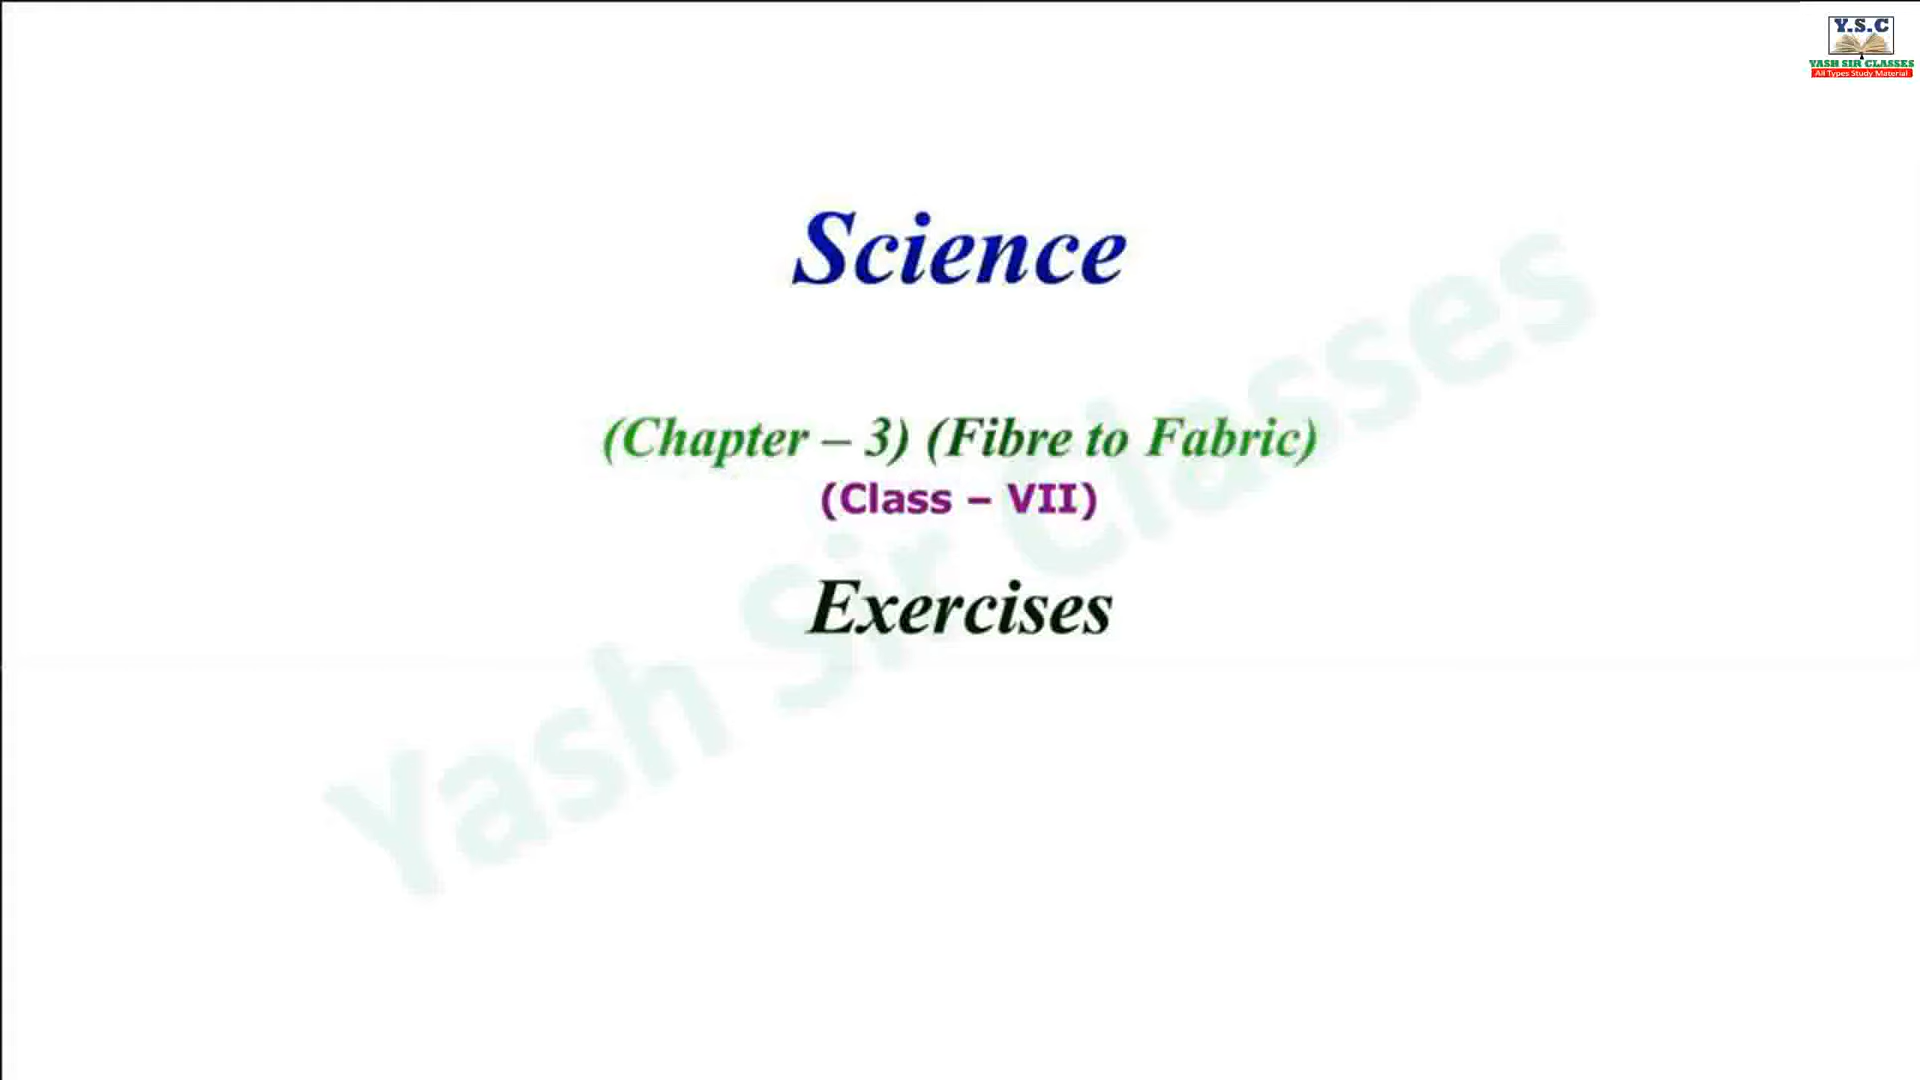 Y.S.C
YASH SIR CLASSES
All Types Study Material
Science
(Chapter – 3) (Fibre to Fabric)
(Class – VII)
Exercises
Yash Sir Classes